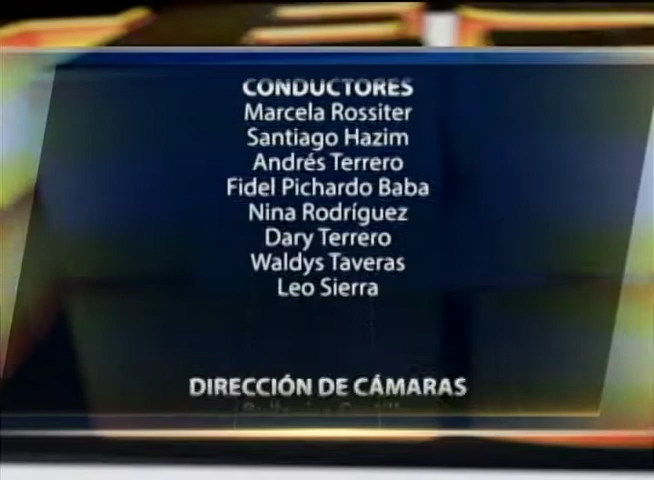 CONDUCTORES
Marcela Rossiter
Santiago Hazim
Andrés Terrero
Fidel Pichardo Baba
Nina Rodríguez
Dary Terrero
Waldys Taveras
Leo Sierra
DIRECCIÓN DE CÁMARAS